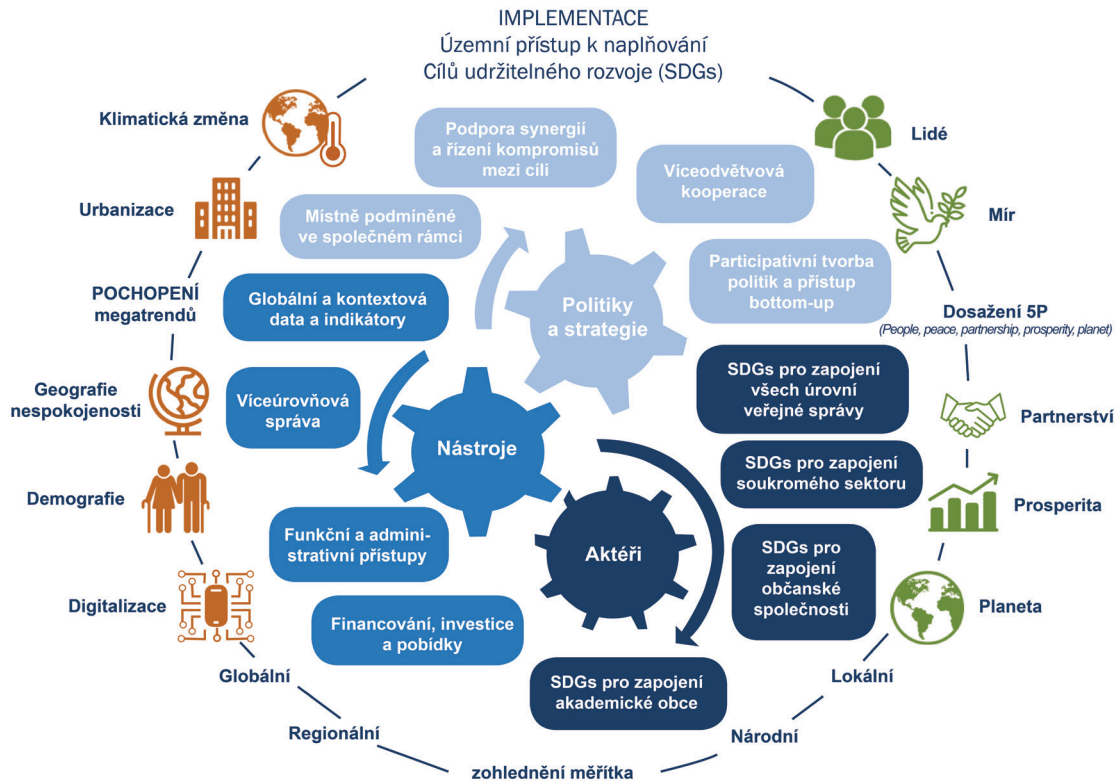 IMPLEMENTACE
Územní přístup k naplňování
Cílů udržitelného rozvoje (SDGs)
Klimatická změna
Urbanizace
POCHOPENÍ
megatrendů
Geografie
nespokojenosti
Demografie
Digitalizace
Podpora synergií
a řízení kompromisů
mezi cíli
Víceodvětvová
kooperace
Místně podmíněné
ve společném rámci
Participativní tvorba
politik a přístup
bottom-up
Politiky
a strategie
Globální a kontextová
data a indikátory
Víceúrovňová
správa
Nástroje
Funkční a admini-
strativní přístupy
Financování, investice
a pobídky
SDGs pro zapojení
všech úrovní
veřejné správy
SDGs pro zapojení
soukromého sektoru
Aktéři
SDGs pro
zapojení
občanské
společnosti
SDGs pro zapojení
akademické obce
Lidé
Mír
Dosažení 5P
(People, peace, partnership, prosperity, planet)
Partnerství
Prosperita
Planeta
Globální
Regionální
zohlednění měřítka
Národní
Lokální